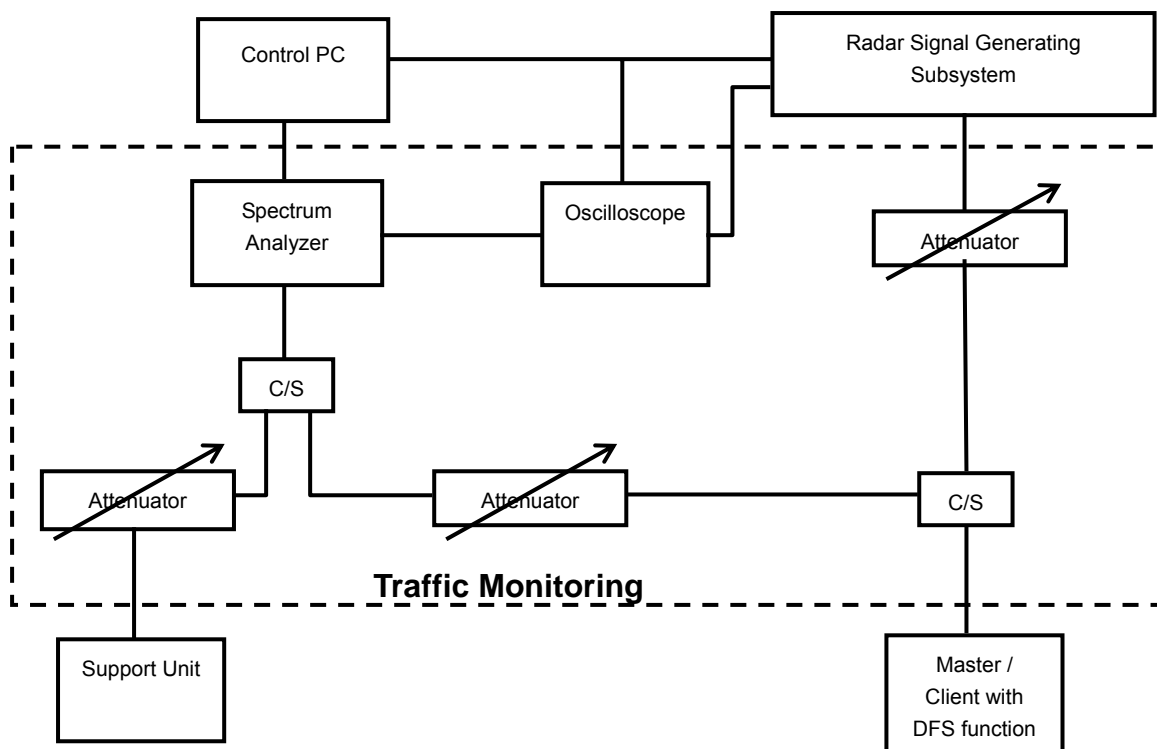 Control PC
Radar Signal Generating
Subsystem
Spectrum
Analyzer
Oscilloscope
Attenuator
C/S
Attenuator
Attenuator
C/S
Traffic Monitoring
Support Unit
Master /
Client with
DFS function